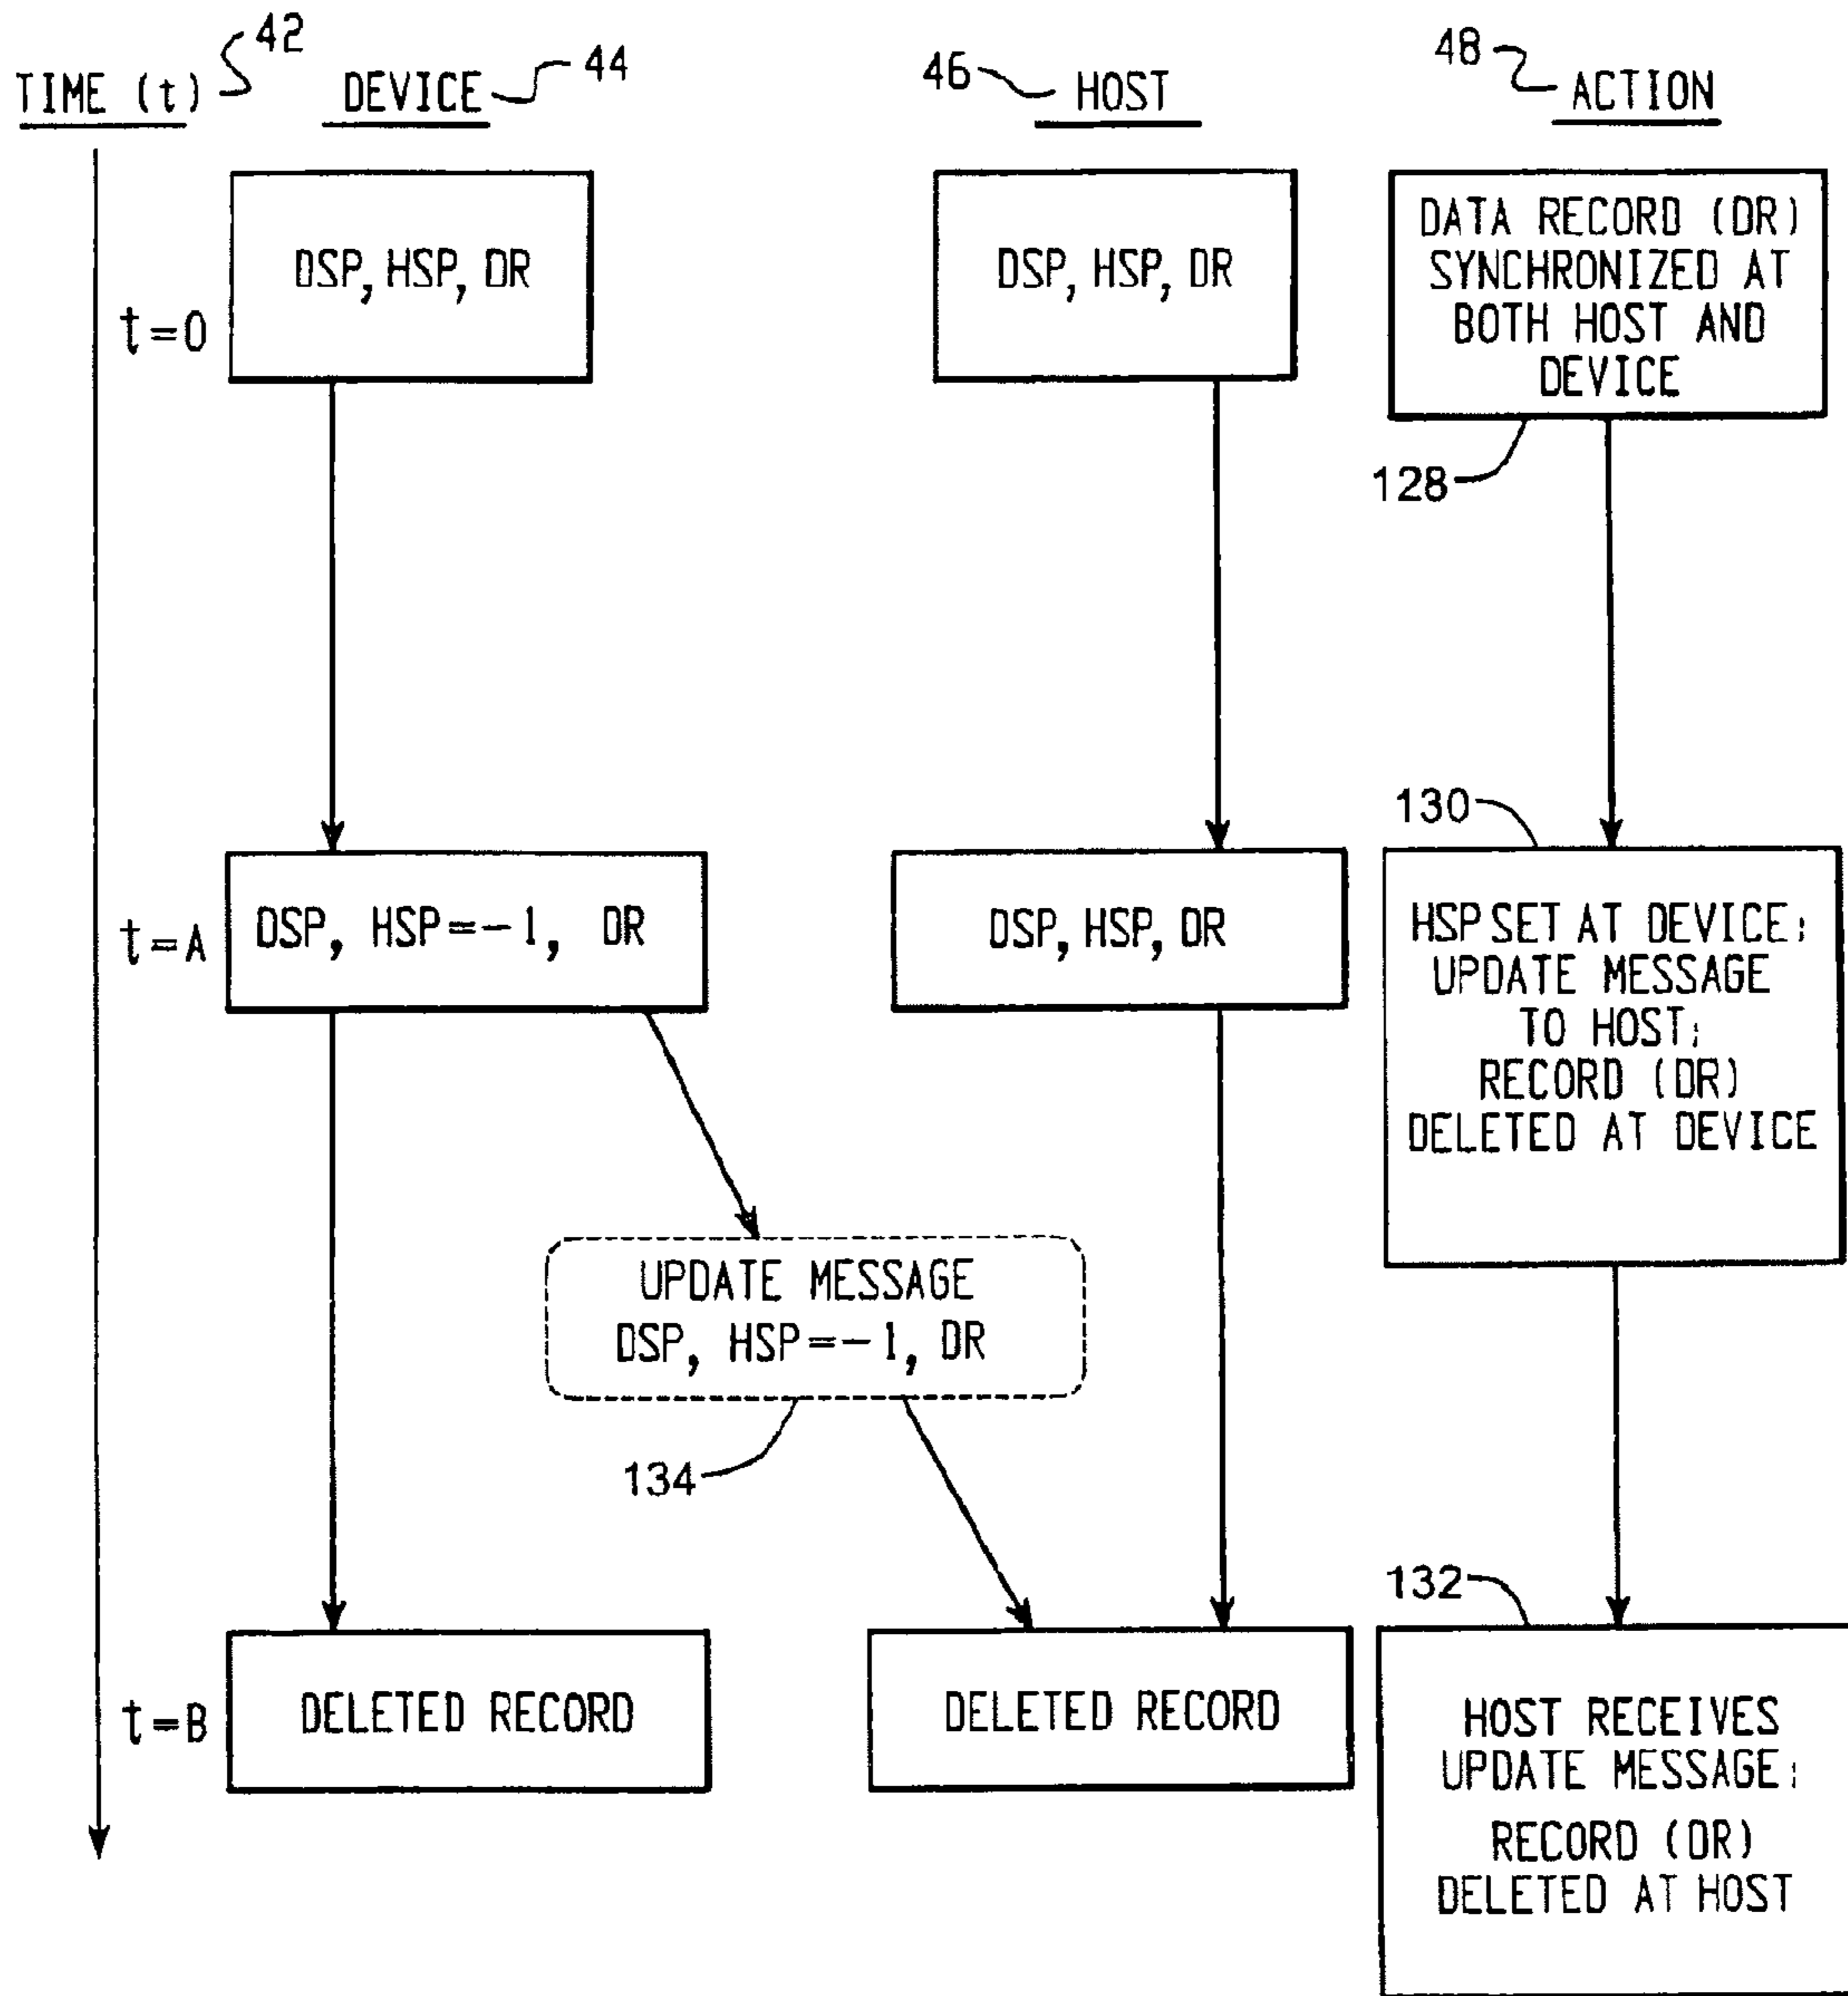 42
44
46
48
TIME (t)
DEVICE
HOST
ACTION
t=0
DSP, HSP, DR
DSP, HSP, DR
DATA RECORD (DR)
SYNCHRONIZED AT
BOTH HOST AND
DEVICE
128
130
t=A
DSP, HSP=-1, DR
DSP, HSP, DR
HSP SET AT DEVICE;
UPDATE MESSAGE
TO HOST;
RECORD (DR)
DELETED AT DEVICE
UPDATE MESSAGE
DSP, HSP=-1, DR
134
132
t=B
DELETED RECORD
DELETED RECORD
HOST RECEIVES
UPDATE MESSAGE;
RECORD (DR)
DELETED AT HOST